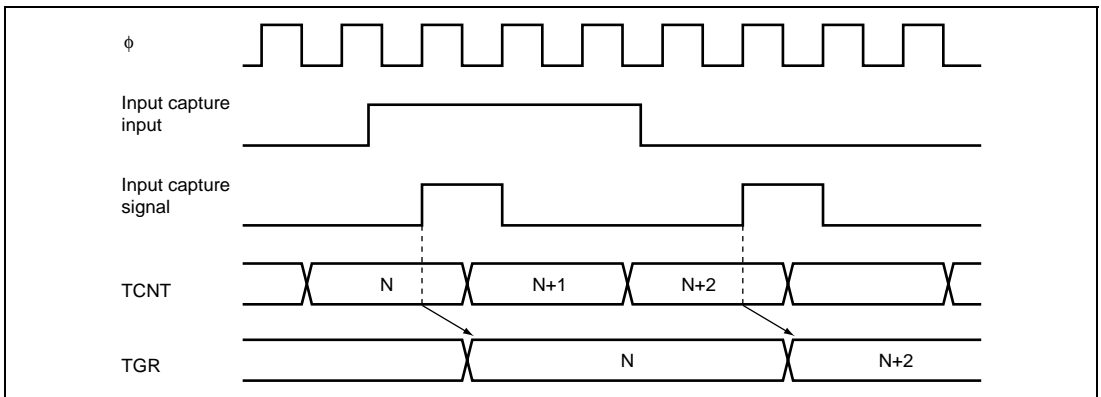 φ
Input capture
input
Input capture
signal
TCNT N N+1 N+2
TGR N N+2